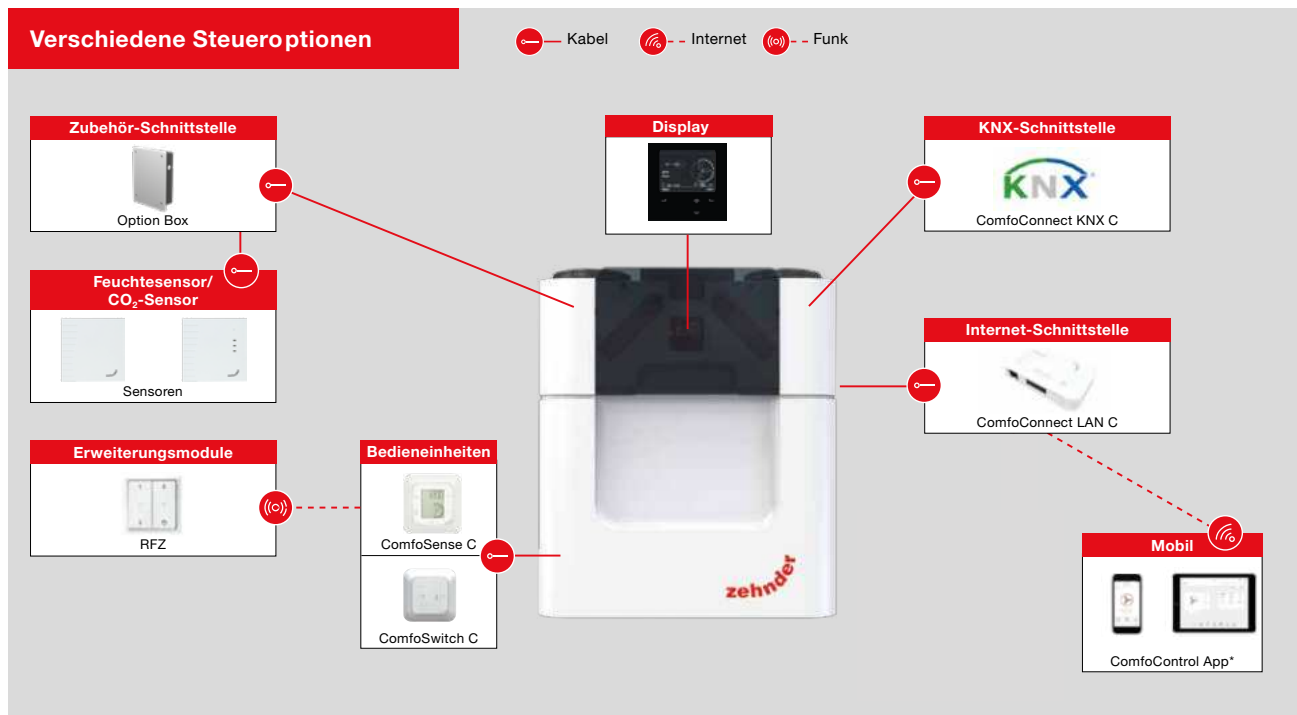 Verschiedene Steueroptionen
Kabel
Internet
Funk
Zubehör-Schnittstelle
Option Box
Display
KNX-Schnittstelle
KNX
ComfoConnect KNX C
Feuchtesensor/
CO₂-Sensor
Sensoren
Internet-Schnittstelle
ComfoConnect LAN C
Erweiterungsmodule
RFZ
Bedieneinheiten
ComfoSense C
ComfoSwitch C
zehnder
Mobil
ComfoControl App*